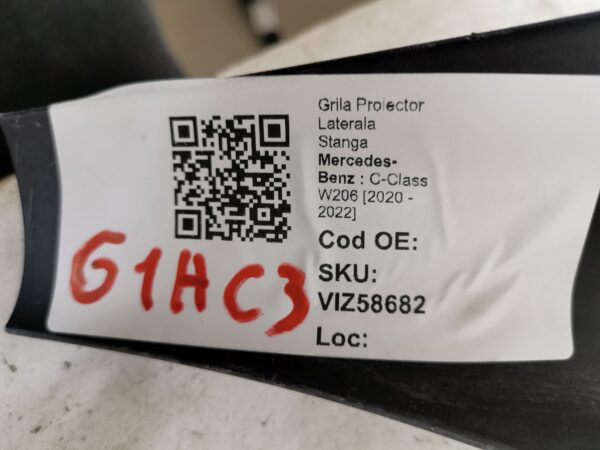 Grila Proiector
Laterala
Stanga
Mercedes-
Benz : C-Class
W206 [2020 -
2022]
Cod OE:
SKU:
VIZ58682
Loc:
G1HC3